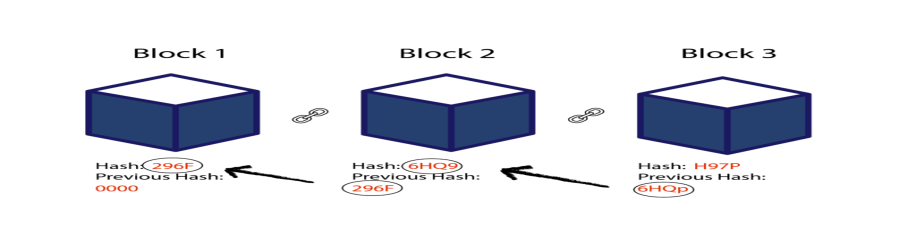 Block 1
Block 2
Block 3
Hash: 296F
Previous Hash:
0000
Hash: 6HQ9
Previous Hash:
296F
Hash: H97P
Previous Hash:
6HQp